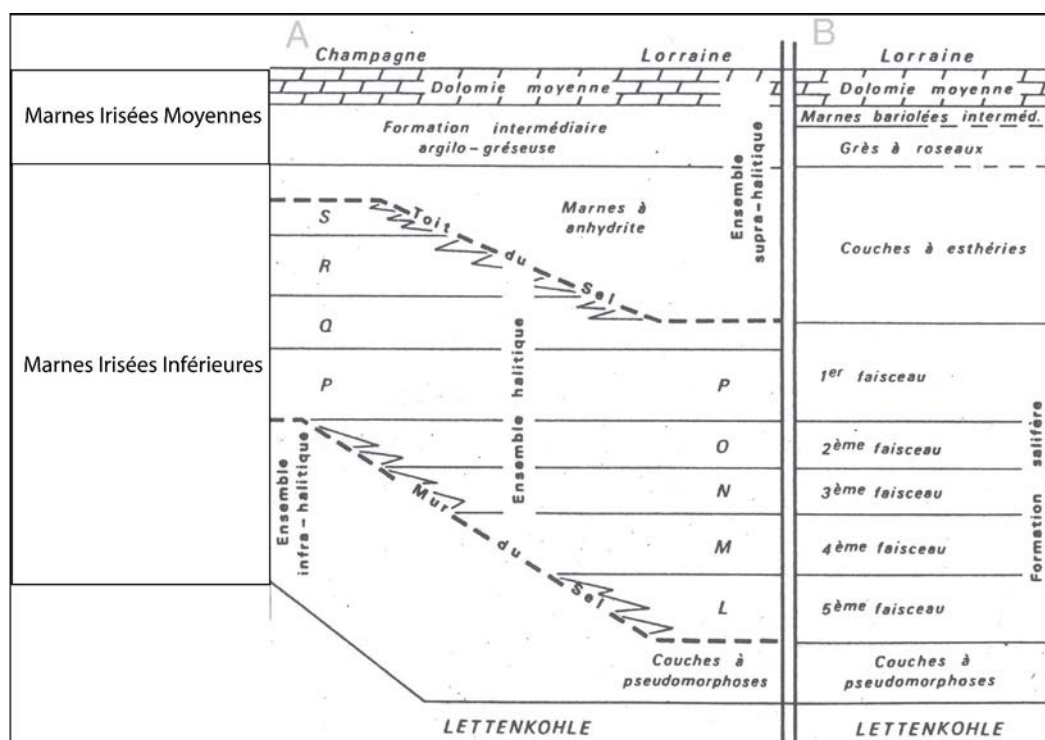 A
B
Champagne
Lorraine
Lorraine
Marnes Irisées Moyennes
Dolomie moyenne
Dolomie moyenne
Formation intermédiaire
argilo-gréseuse
Marnes bariolées interméd.
Grès à roseaux
Ensemble
supra-halitique
Marnes Irisées Inférieures
Toit du Sel
Marnes à
anhydrite
Couches à esthéries
S
R
Q
P
Ensemble halitique
P
O
N
M
L
1er faisceau
2ème faisceau
3ème faisceau
4ème faisceau
5ème faisceau
Formation salifère
Ensemble
infra-halitique
Mur du Sel
Couches à
pseudomorphoses
Couches à
pseudomorphoses
LETTENKOHLE
LETTENKOHLE